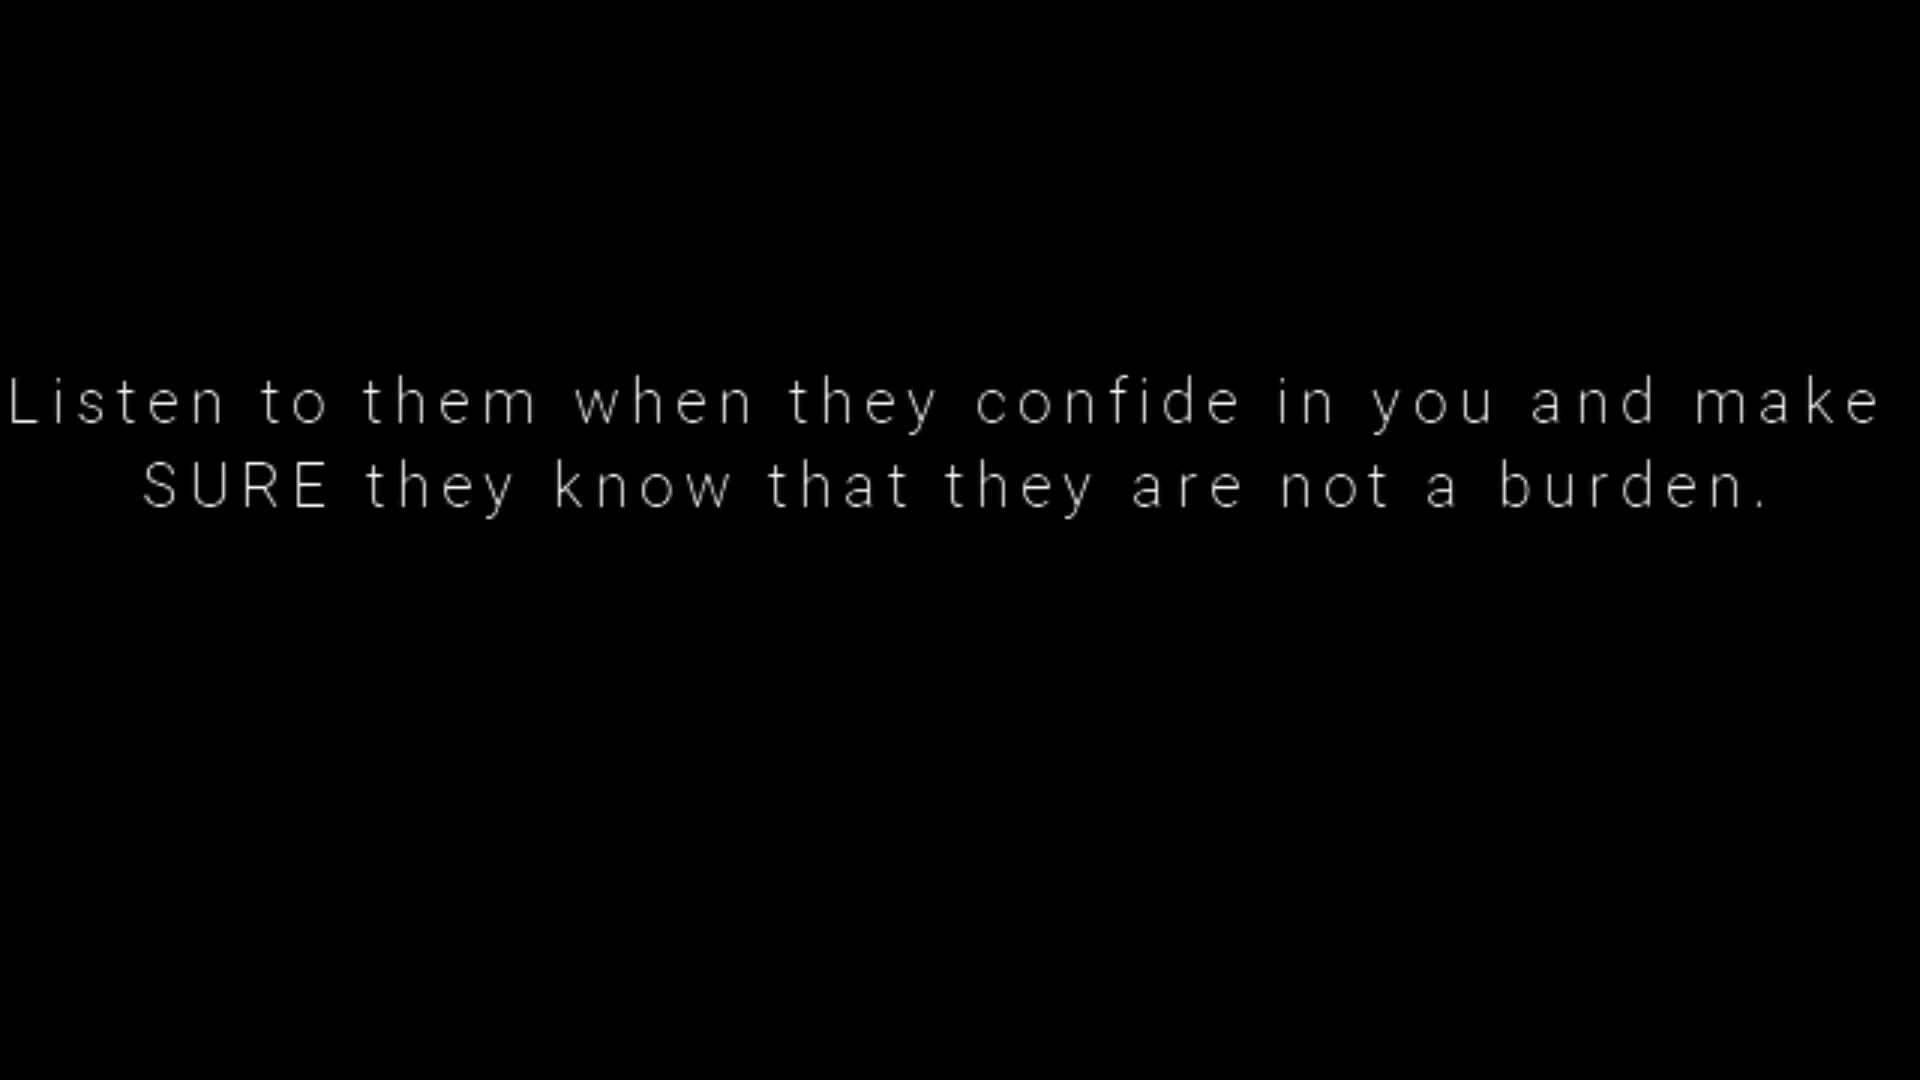 Listen to them when they confide in you and make
SURE they know that they are not a burden.